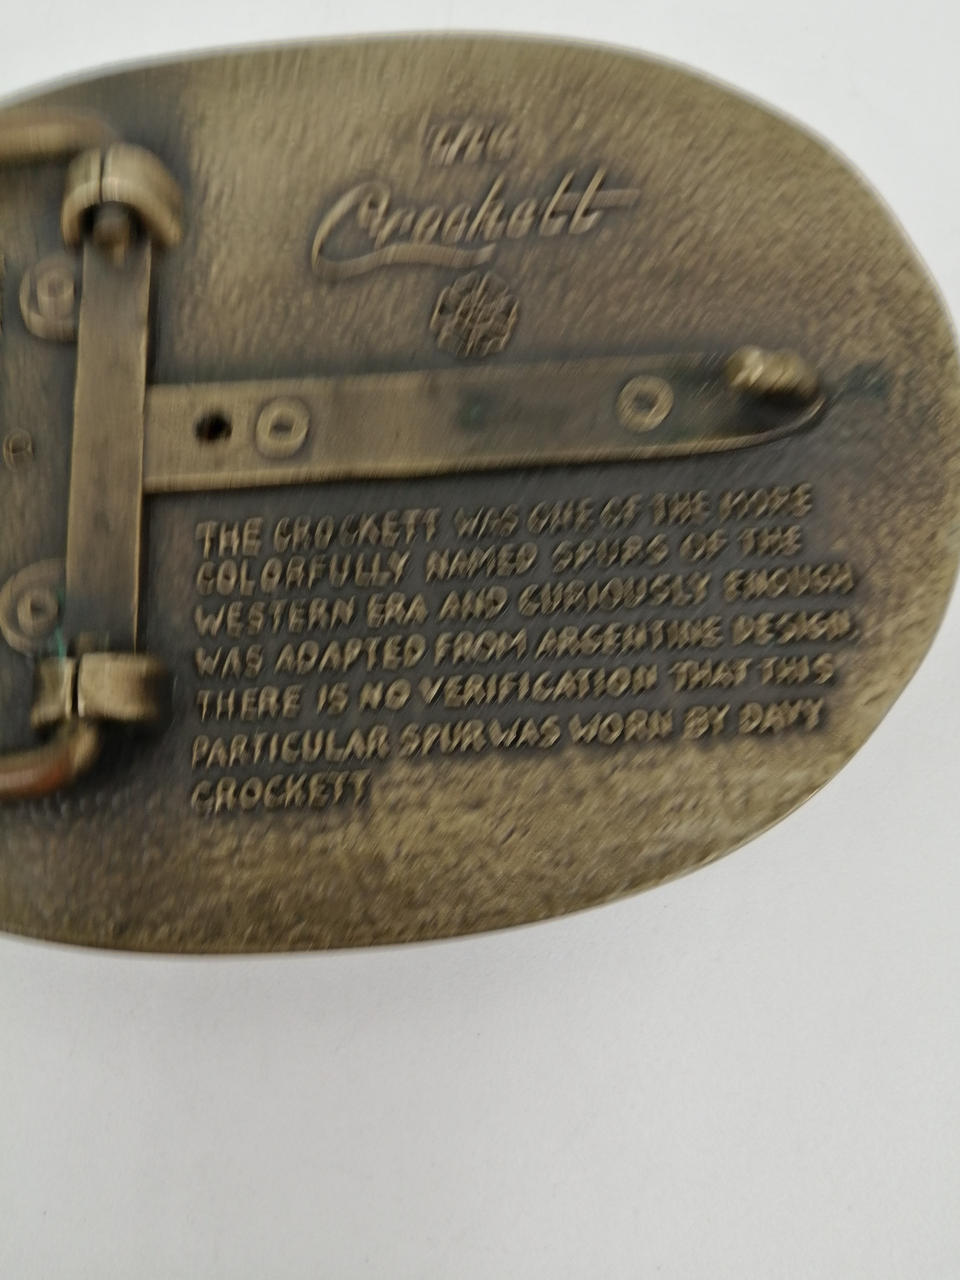 THE
Crockett
THE CROCKETT WAS ONE OF THE MORE
COLORFULLY NAMED SPURS OF THE
WESTERN ERA AND CURIOUSLY ENOUGH
WAS ADAPTED FROM ARGENTINE DESIGN.
THERE IS NO VERIFICATION THAT THIS
PARTICULAR SPUR WAS WORN BY DAVY
CROCKETT